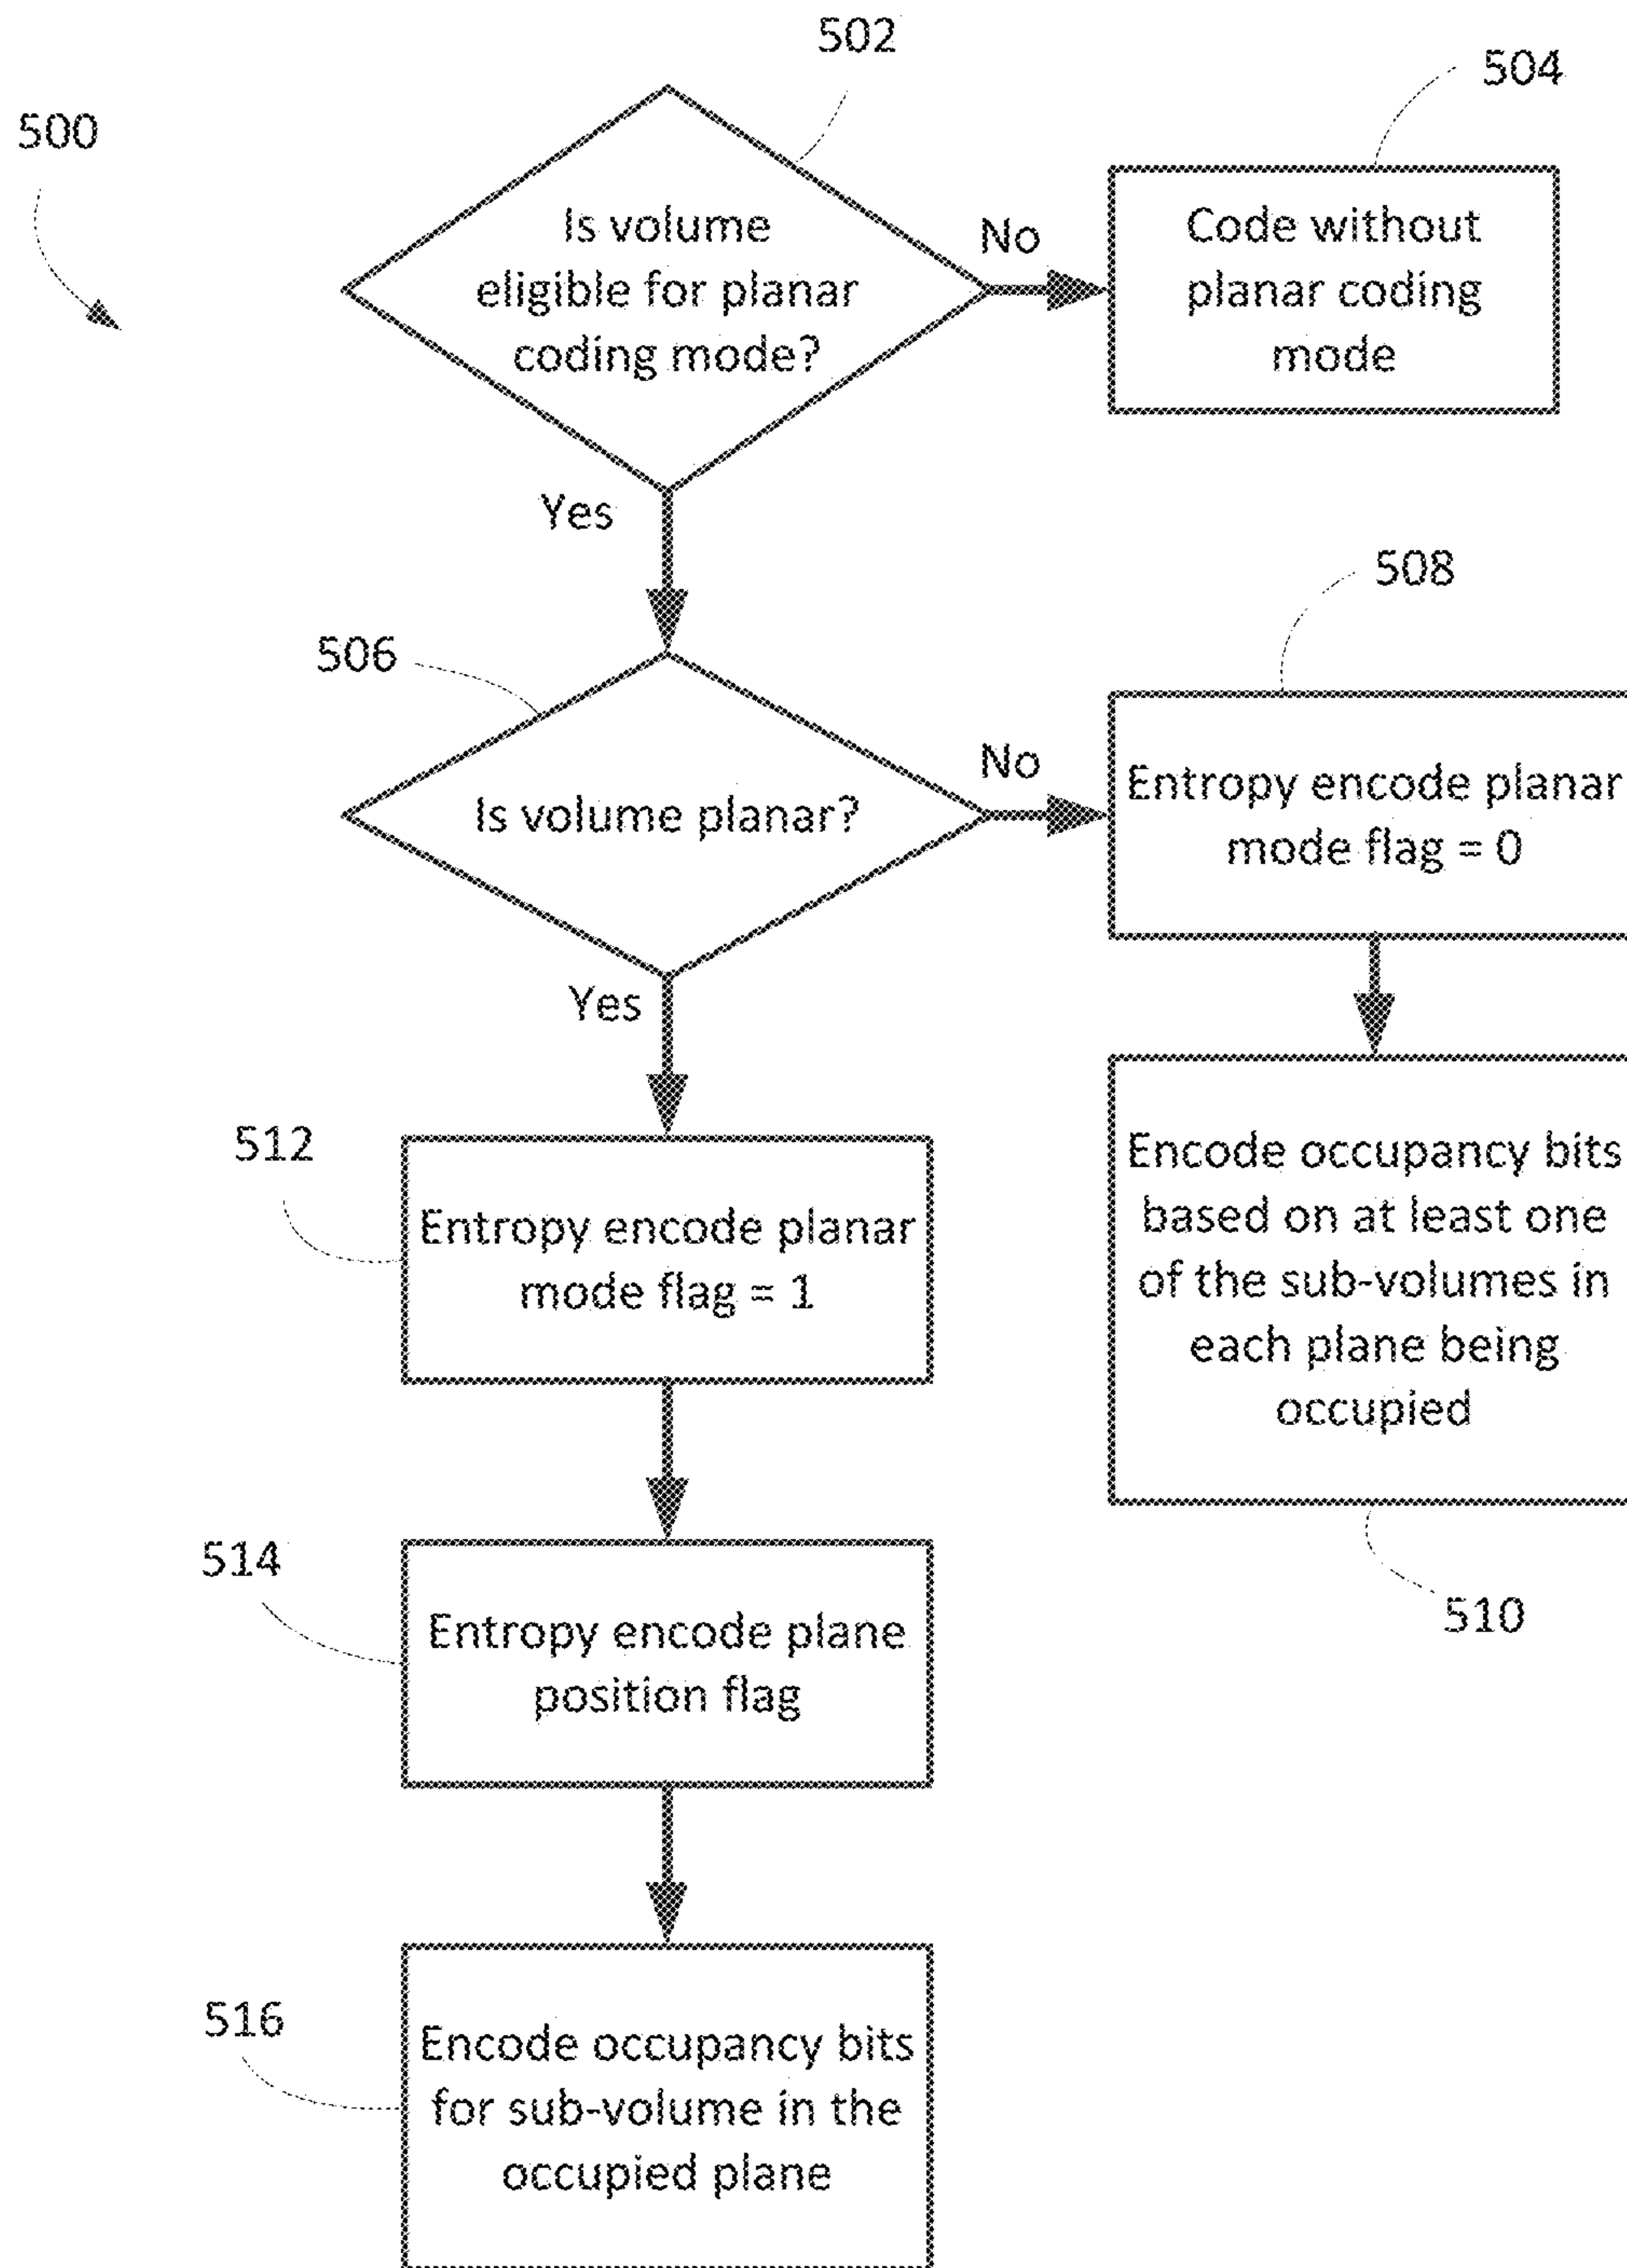 502
504
500
Is volume
eligible for planar
coding mode?
No
Code without
planar coding
mode
Yes
508
506
Is volume planar?
No
Entropy encode planar
mode flag = 0
Yes
512
Entropy encode planar
mode flag = 1
Encode occupancy bits
based on at least one
of the sub-volumes in
each plane being
occupied
510
514
Entropy encode plane
position flag
516
Encode occupancy bits
for sub-volume in the
occupied plane